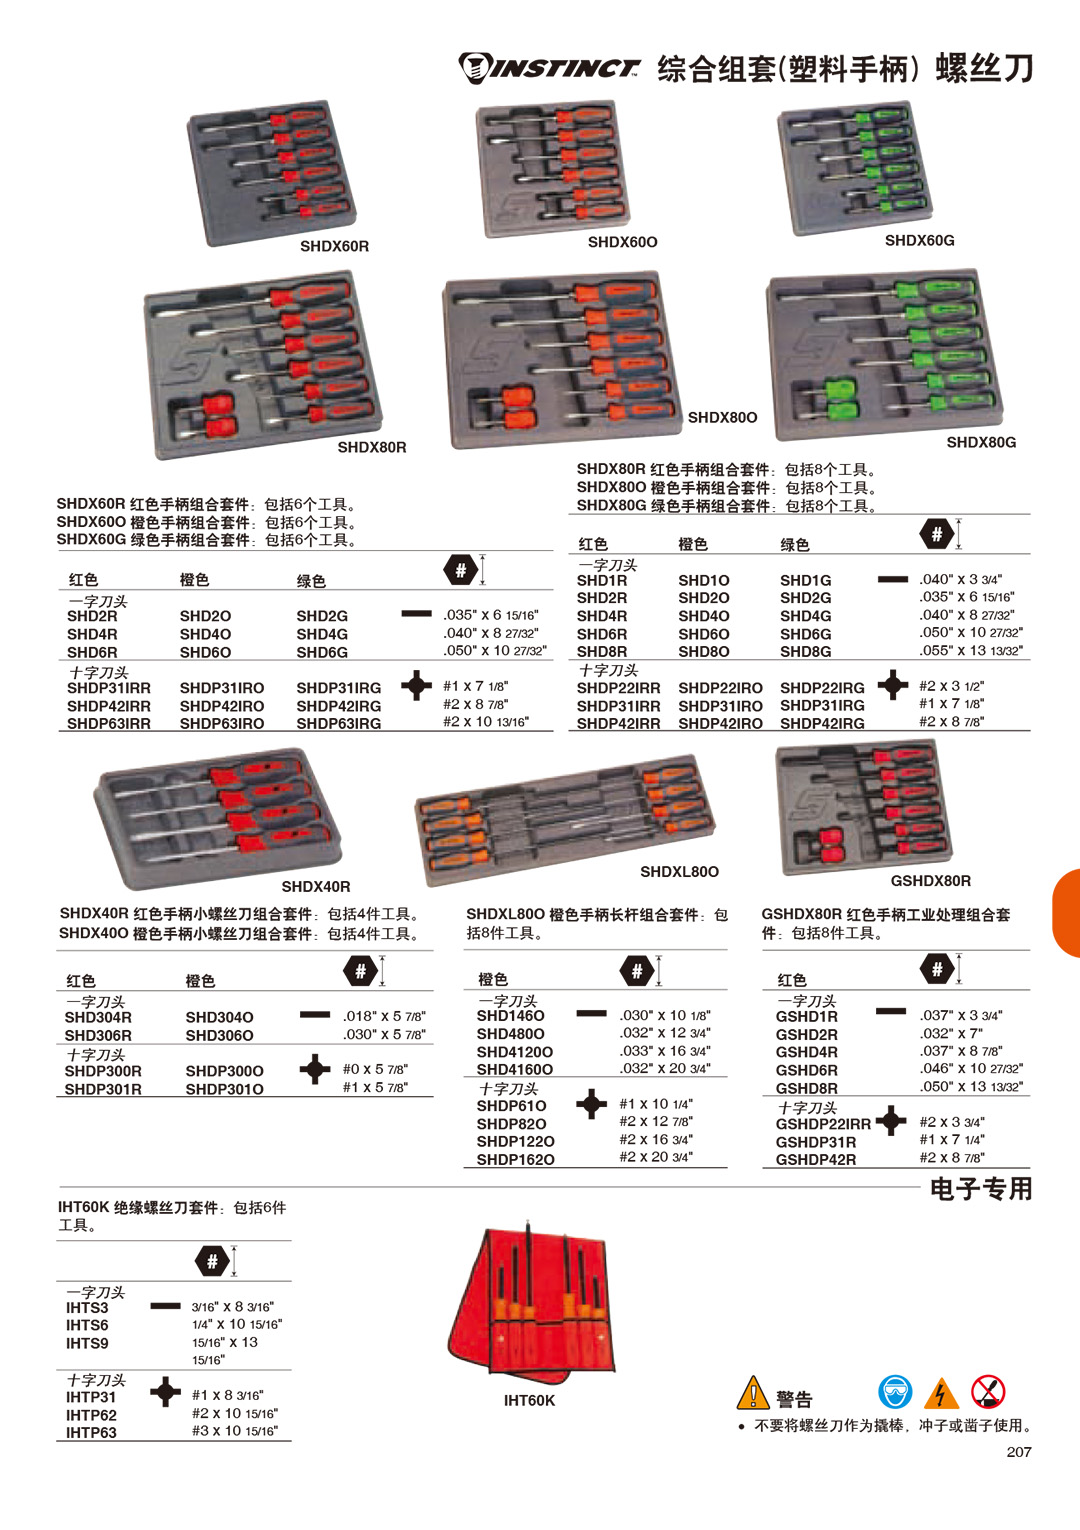 INSTINCT™ 综合组套(塑料手柄) 螺丝刀
SHDX60R
SHDX60O
SHDX60G
SHDX80R
SHDX80O
SHDX80G
SHDX60R 红色手柄组合套件：包括6个工具。
SHDX60O 橙色手柄组合套件：包括6个工具。
SHDX60G 绿色手柄组合套件：包括6个工具。
#
红色 橙色 绿色
一字刀头
SHD2R SHD2O SHD2G .035" x 6 15/16"
SHD4R SHD4O SHD4G .040" x 8 27/32"
SHD6R SHD6O SHD6G .050" x 10 27/32"
十字刀头
SHDP31IRR SHDP31IRO SHDP31IRG #1 x 7 1/8"
SHDP42IRR SHDP42IRO SHDP42IRG #2 x 8 7/8"
SHDP63IRR SHDP63IRO SHDP63IRG #2 x 10 13/16"
SHDX80R 红色手柄组合套件：包括8个工具。
SHDX80O 橙色手柄组合套件：包括8个工具。
SHDX80G 绿色手柄组合套件：包括8个工具。
#
红色 橙色 绿色
一字刀头
SHD1R SHD1O SHD1G .040" x 3 3/4"
SHD2R SHD2O SHD2G .035" x 6 15/16"
SHD4R SHD4O SHD4G .040" x 8 27/32"
SHD6R SHD6O SHD6G .050" x 10 27/32"
SHD8R SHD8O SHD8G .055" x 13 13/32"
十字刀头
SHDP22IRR SHDP22IRO SHDP22IRG #2 x 3 1/2"
SHDP31IRR SHDP31IRO SHDP31IRG #1 x 7 1/8"
SHDP42IRR SHDP42IRO SHDP42IRG #2 x 8 7/8"
SHDX40R
SHDXL80O
GSHDX80R
SHDX40R 红色手柄小螺丝刀组合套件：包括4件工具。
SHDX40O 橙色手柄小螺丝刀组合套件：包括4件工具。
#
红色 橙色
一字刀头
SHD304R SHD304O .018" x 5 7/8"
SHD306R SHD306O .030" x 5 7/8"
十字刀头
SHDP300R SHDP300O #0 x 5 7/8"
SHDP301R SHDP301O #1 x 5 7/8"
SHDXL80O 橙色手柄长杆组合套件：包
括8件工具。
#
橙色
一字刀头
SHD146O .030" x 10 1/8"
SHD480O .032" x 12 3/4"
SHD4120O .033" x 16 3/4"
SHD4160O .032" x 20 3/4"
十字刀头
SHDP61O #1 x 10 1/4"
SHDP82O #2 x 12 7/8"
SHDP122O #2 x 16 3/4"
SHDP162O #2 x 20 3/4"
GSHDX80R 红色手柄工业处理组合套
件：包括8件工具。
#
红色
一字刀头
GSHD1R .037" x 3 3/4"
GSHD2R .032" x 7"
GSHD4R .037" x 8 7/8"
GSHD6R .046" x 10 27/32"
GSHD8R .050" x 13 13/32"
十字刀头
GSHDP22IRR #2 x 3 3/4"
GSHDP31R #1 x 7 1/4"
GSHDP42R #2 x 8 7/8"
电子专用
IHT60K 绝缘螺丝刀套件：包括6件
工具。
#
一字刀头
IHTS3 3/16" x 8 3/16"
IHTS6 1/4" x 10 15/16"
IHTS9 15/16" x 13
15/16"
十字刀头
IHTP31 #1 x 8 3/16"
IHTP62 #2 x 10 15/16"
IHTP63 #3 x 10 15/16"
IHT60K
警告
● 不要将螺丝刀作为撬棒，冲子或凿子使用。
207